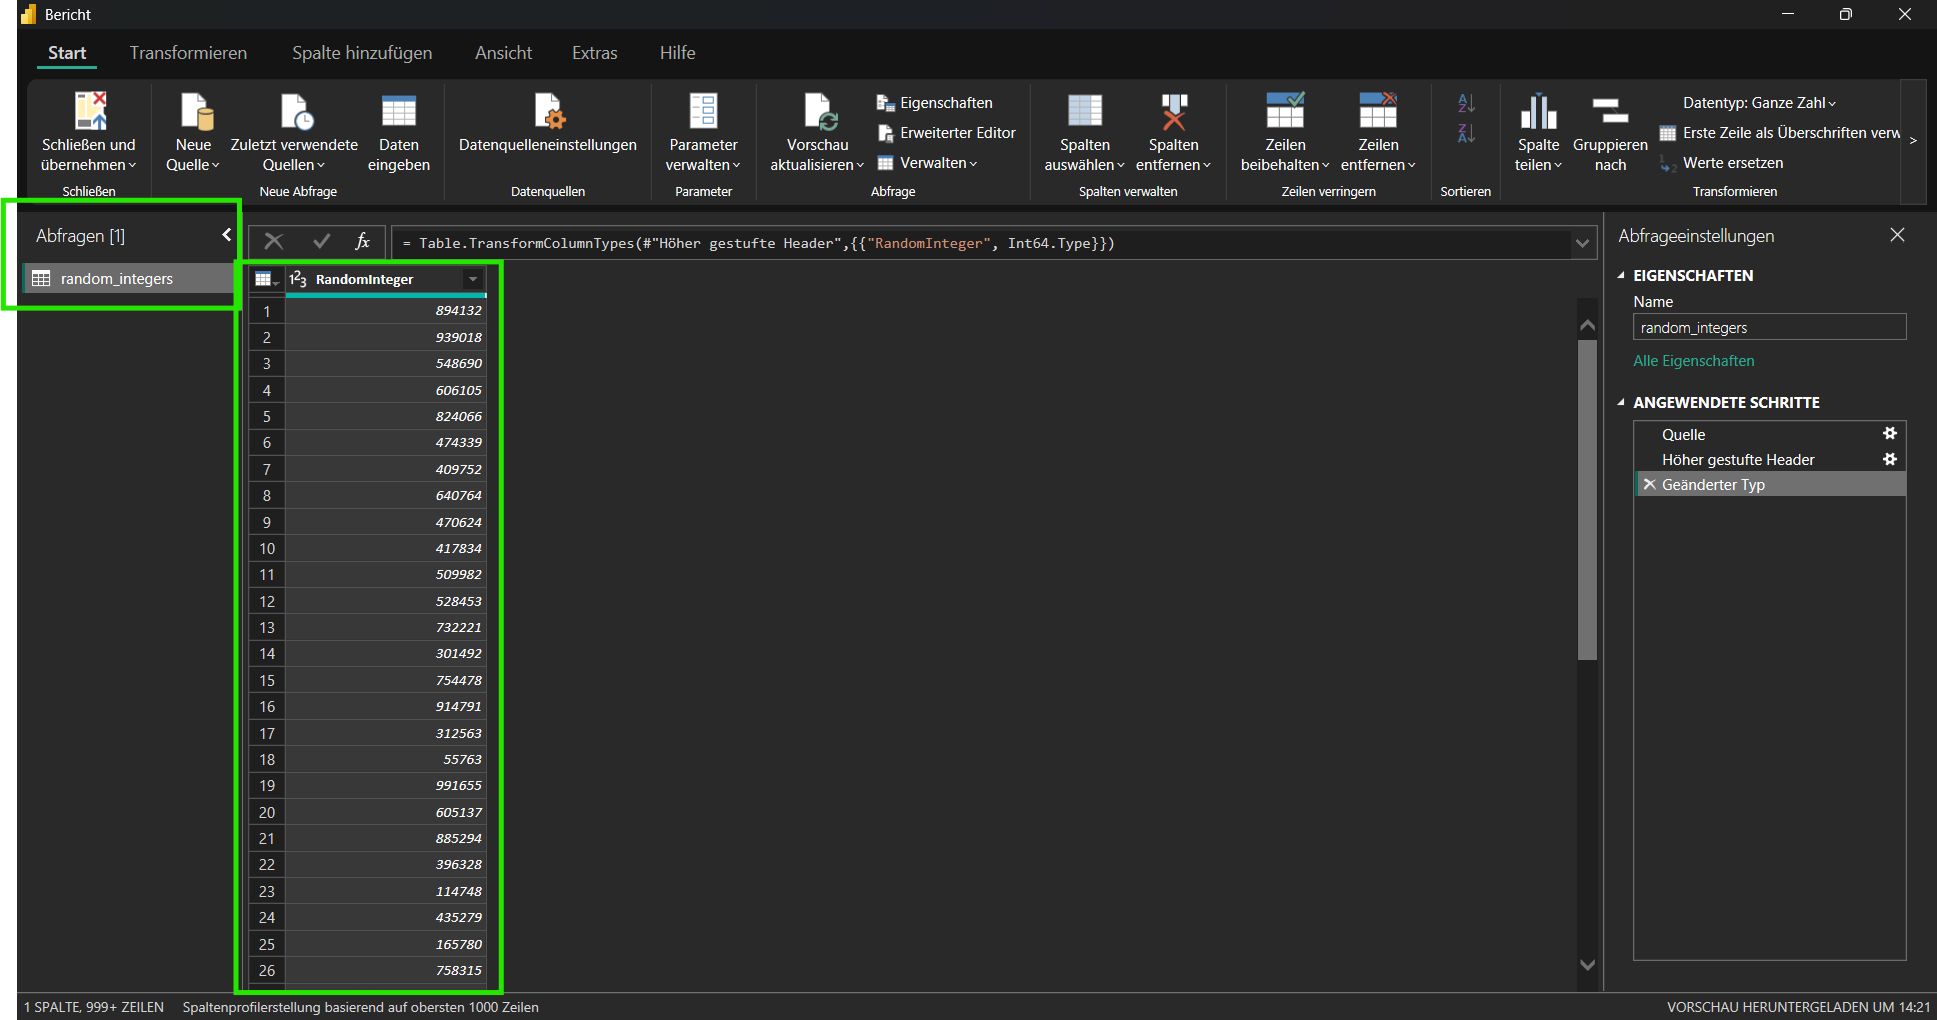 Bericht
Start Transformieren Spalte hinzufügen Ansicht Extras Hilfe
Schließen und übernehmen
Schließen
Neue Quelle
Zuletzt verwendete Quellen
Daten eingeben
Neue Abfrage
Datenquelleneinstellungen
Datenquellen
Parameter verwalten
Parameter
Vorschau aktualisieren
Eigenschaften
Erweiterter Editor
Verwalten
Abfrage
Spalten auswählen
Spalten entfernen
Spalten verwalten
Zeilen beibehalten
Zeilen entfernen
Zeilen verringern
A
Z
Z
A
Sortieren
Spalte teilen
Gruppieren nach
Datentyp: Ganze Zahl
Erste Zeile als Überschriften verw
1 2 Werte ersetzen
Transformieren
Abfragen [1]
random_integers
fx = Table.TransformColumnTypes(#"Höher gestufte Header",{{"RandomInteger", Int64.Type}})
123 RandomInteger
1 894132
2 939018
3 548690
4 606105
5 824066
6 474339
7 409752
8 640764
9 470624
10 417834
11 509982
12 528453
13 732221
14 301492
15 754478
16 914791
17 312563
18 55763
19 991655
20 605137
21 885294
22 396328
23 114748
24 435279
25 165780
26 758315
Abfrageeinstellungen
EIGENSCHAFTEN
Name
random_integers
Alle Eigenschaften
ANGEWENDETE SCHRITTE
Quelle
Höher gestufte Header
Geänderter Typ
1 SPALTE, 999+ ZEILEN Spaltenprofilerstellung basierend auf obersten 1000 Zeilen
VORSCHAU HERUNTERGELADEN UM 14:21